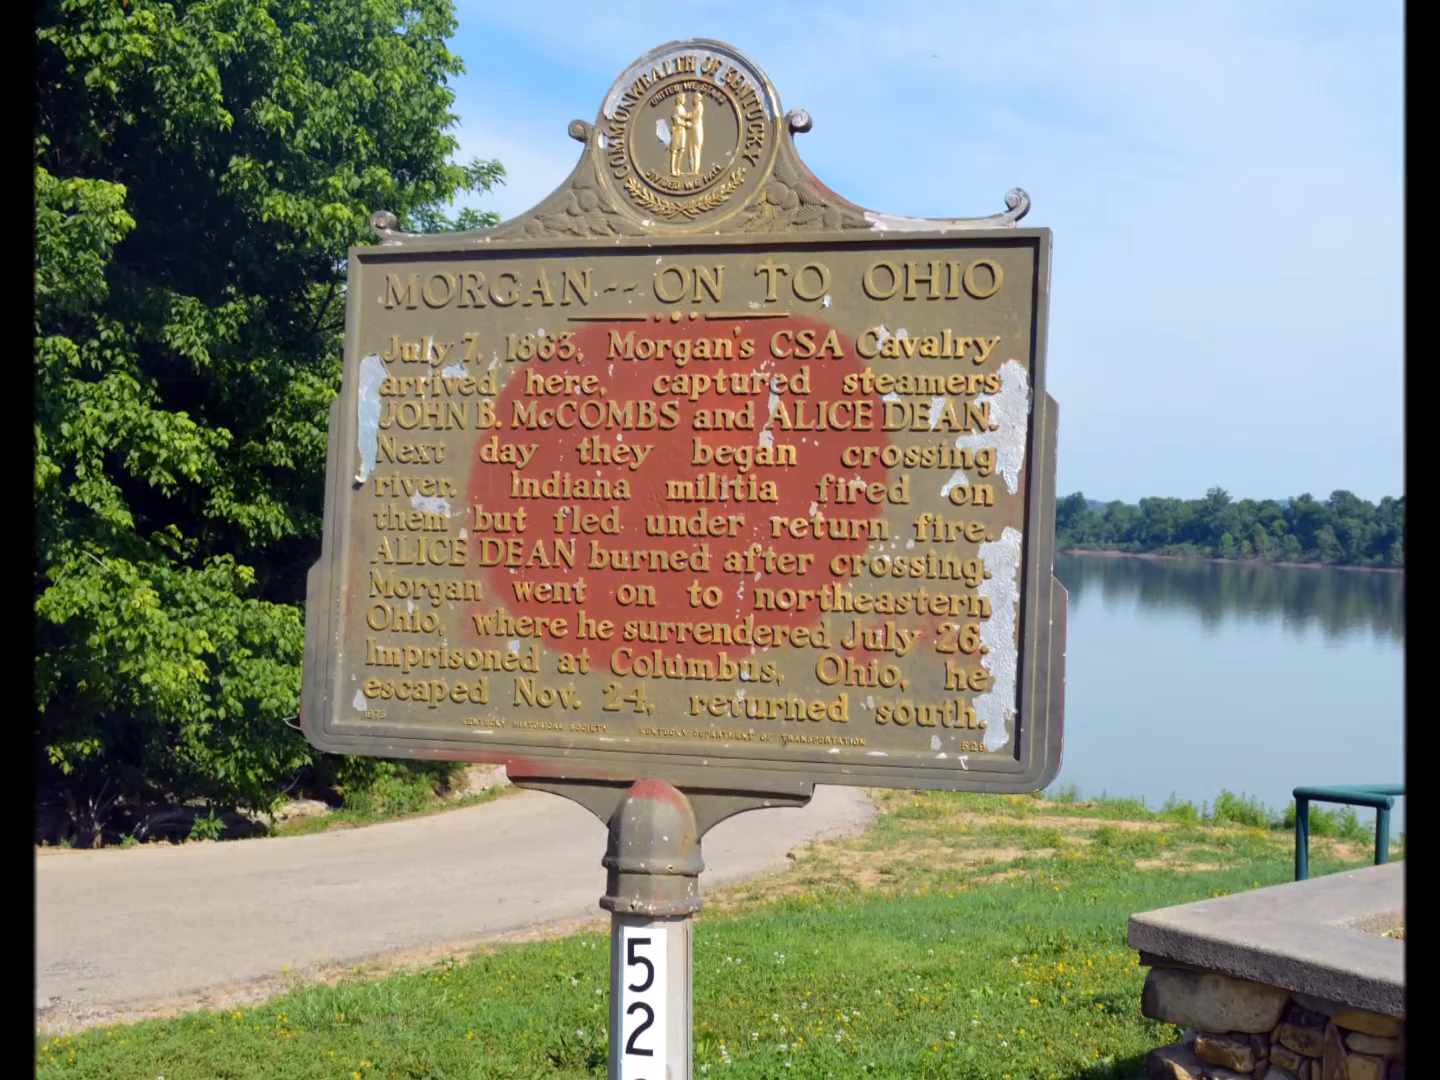 COMMONWEALTH OF KENTUCKY
UNITED WE STAND
DIVIDED WE FALL
MORGAN -- ON TO OHIO
July 7, 1863, Morgan's CSA Cavalry
arrived here, captured steamers
JOHN B. McCOMBS and ALICE DEAN.
Next day they began crossing
river. Indiana militia fired on
them but fled under return fire.
ALICE DEAN burned after crossing.
Morgan went on to northeastern
Ohio, where he surrendered July 26.
Imprisoned at Columbus, Ohio, he
escaped Nov. 24, returned south.
1975 KENTUCKY HISTORICAL SOCIETY KENTUCKY DEPARTMENT OF TRANSPORTATION 528
5
2